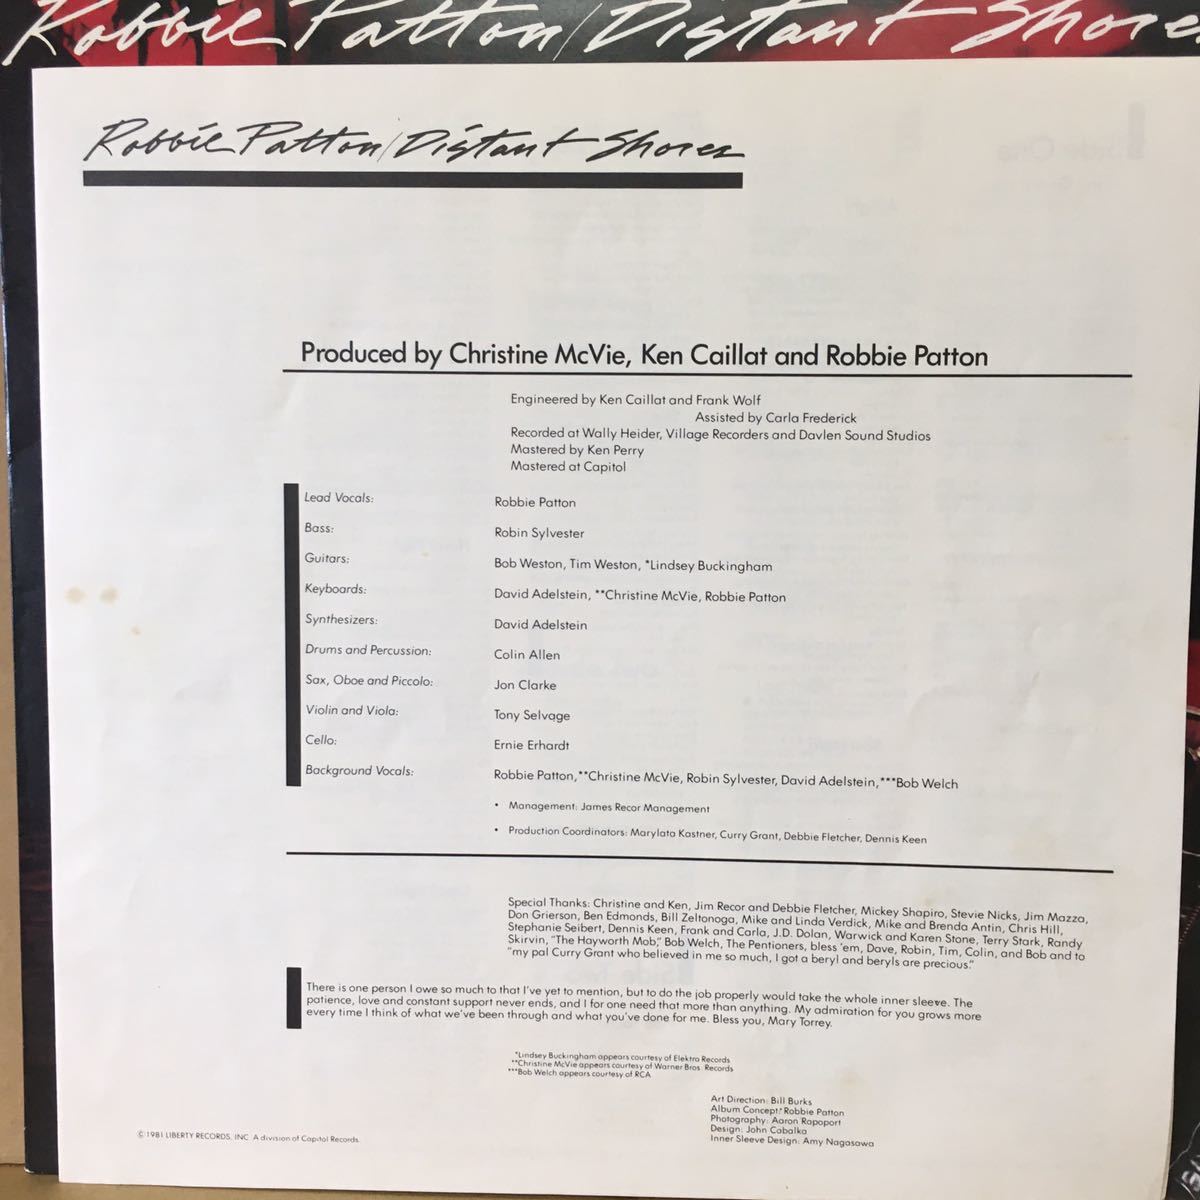 Robbie Patton/Distant Shores
Robbie Patton/Distant Shores
Produced by Christine McVie, Ken Caillat and Robbie Patton
Engineered by Ken Caillat and Frank Wolf
Assisted by Carla Frederick
Recorded at Wally Heider, Village Recorders and Davlen Sound Studios
Mastered by Ken Perry
Mastered at Capitol
Lead Vocals: Robbie Patton
Bass: Robin Sylvester
Guitars: Bob Weston, Tim Weston, *Lindsey Buckingham
Keyboards: David Adelstein, **Christine McVie, Robbie Patton
Synthesizers: David Adelstein
Drums and Percussion: Colin Allen
Sax, Oboe and Piccolo: Jon Clarke
Violin and Viola: Tony Selvage
Cello: Ernie Erhardt
Background Vocals: Robbie Patton,**Christine McVie, Robin Sylvester, David Adelstein,***Bob Welch
• Management: James Recor Management
• Production Coordinators: Marylata Kastner, Curry Grant, Debbie Fletcher, Dennis Keen
Special Thanks: Christine and Ken, Jim Recor and Debbie Fletcher, Mickey Shapiro, Stevie Nicks, Jim Mazza,
Don Grierson, Ben Edmonds, Bill Zeltonoga, Mike and Linda Verdick, Mike and Brenda Antin, Chris Hill,
Stephanie Seibert, Dennis Keen, Frank and Carla, J.D. Dolan, Warwick and Karen Stone, Terry Stark, Randy
Skirvin, "The Hayworth Mob," Bob Welch, The Pentioners, bless 'em, Dave, Robin, Tim, Colin, and Bob and to
"my pal Curry Grant who believed in me so much, I got a beryl and beryls are precious."
There is one person I owe so much to that I've yet to mention, but to do the job properly would take the whole inner sleeve. The
patience, love and constant support never ends, and I for one need that more than anything. My admiration for you grows more
every time I think of what we've been through and what you've done for me. Bless you, Mary Torrey.
*Lindsey Buckingham appears courtesy of Elektra Records
**Christine McVie appears courtesy of Warner Bros. Records
***Bob Welch appears courtesy of RCA
Art Direction: Bill Burks
Album Concept: Robbie Patton
Photography: Aaron Rapoport
Design: John Cabalka
Inner Sleeve Design: Amy Nagasawa
© 1981 LIBERTY RECORDS, INC. A division of Capitol Records.